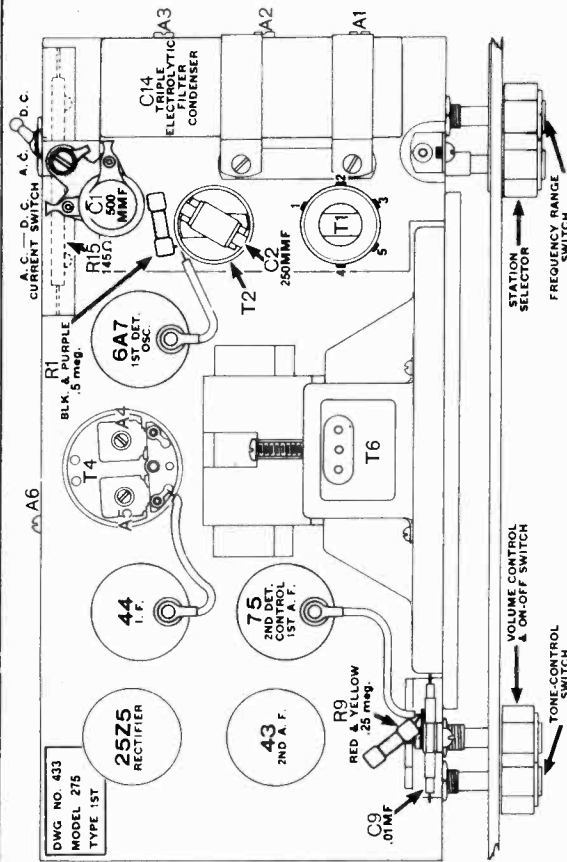 DWG NO. 433
MODEL 275
TYPE 1ST
25Z5
RECTIFIER
43
2ND A. F.
44
I. F.
75
2ND DET.
CONTROL
1ST A. F.
A6
T4
A5
A4
6A7
1ST DET.
OSC.
R1
BLK. & PURPLE
.5 meg.
R15
145Ω
A. C. — D. C.
CURRENT SWITCH
A. C.
D. C.
C1
500
MMF
C14
TRIPLE
ELECTROLYTIC
FILTER
CONDENSER
A3
A2
A1
C2
250MMF
T2
T1
1
2
3
4
5
T6
R9
RED & YELLOW
.25 meg.
C9
.01MF
VOLUME CONTROL
& ON-OFF SWITCH
TONE-CONTROL
SWITCH
STATION
SELECTOR
FREQUENCY RANGE
SWITCH